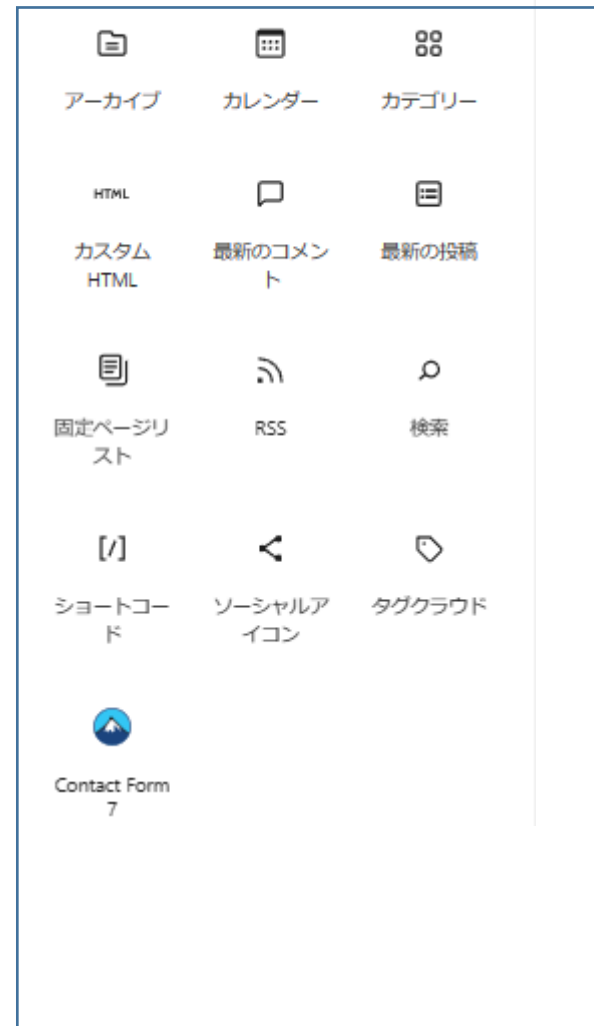 アーカイブ
カレンダー
カテゴリー
HTML
カスタム
HTML
最新のコメン
ト
最新の投稿
固定ページリ
スト
RSS
検索
[/]
ショートコー
ド
ソーシャルア
イコン
タグクラウド
Contact Form
7